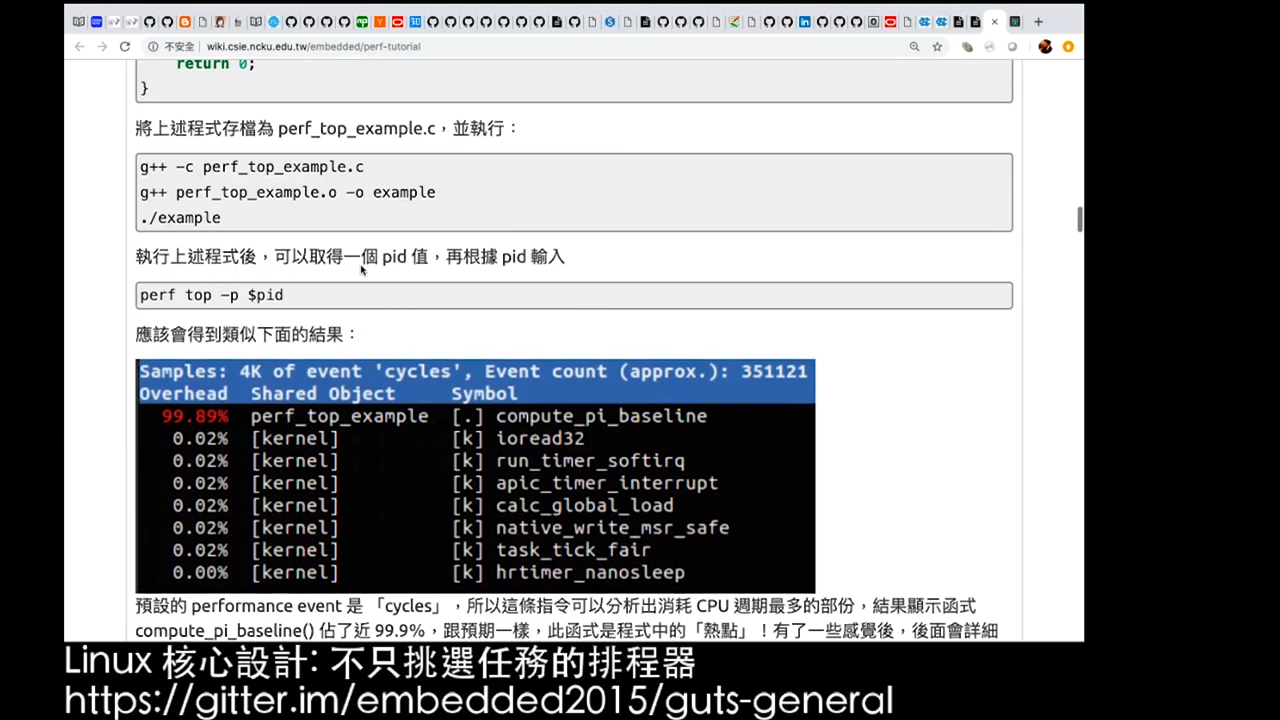 不安全 wiki.csie.ncku.edu.tw/embedded/perf-tutorial
return 0;
}
將上述程式存檔為 perf_top_example.c，並執行：
g++ -c perf_top_example.c
g++ perf_top_example.o -o example
./example
執行上述程式後，可以取得一個 pid 值，再根據 pid 輸入
perf top -p $pid
應該會得到類似下面的結果：
Samples: 4K of event 'cycles', Event count (approx.): 351121
Overhead Shared Object Symbol
99.89% perf_top_example [.] compute_pi_baseline
0.02% [kernel] [k] ioread32
0.02% [kernel] [k] run_timer_softirq
0.02% [kernel] [k] apic_timer_interrupt
0.02% [kernel] [k] calc_global_load
0.02% [kernel] [k] native_write_msr_safe
0.02% [kernel] [k] task_tick_fair
0.00% [kernel] [k] hrtimer_nanosleep
預設的 performance event 是「cycles」，所以這條指令可以分析出消耗 CPU 週期最多的部份，結果顯示函式
compute_pi_baseline() 佔了近 99.9%，跟預期一樣，此函式是程式中的「熱點」！有了一些感覺後，後面會詳細
Linux 核心設計: 不只挑選任務的排程器
https://gitter.im/embedded2015/guts-general